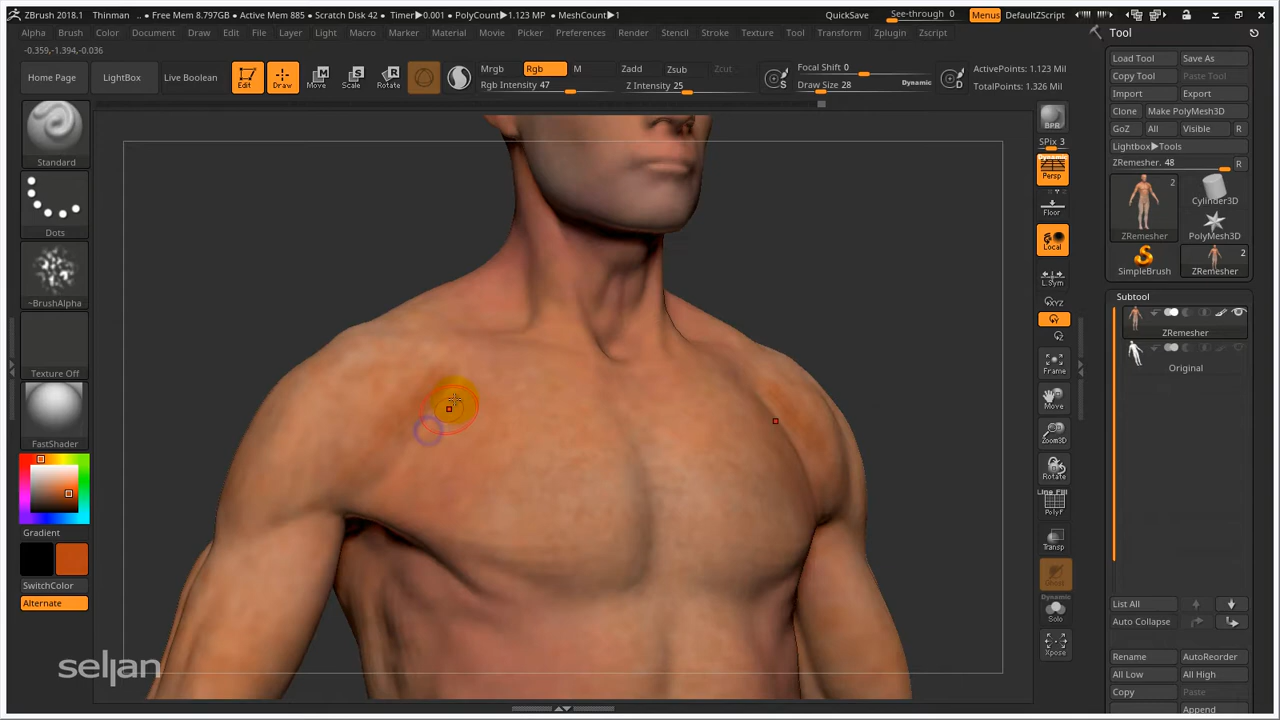 ZBrush 2018.1 Thinman • Free Mem 8.797GB • Active Mem 885 • Scratch Disk 42 • Timer▶0.001 • PolyCount▶1.123 MP • MeshCount▶1
QuickSave See-through 0 Menus DefaultZScript
Alpha Brush Color Document Draw Edit File Layer Light Macro Marker Material Movie Picker Preferences Render Stencil Stroke Texture Tool Transform Zplugin Zscript
-0.359,-1.394,-0.036
Home Page LightBox Live Boolean Edit Draw Move Scale Rotate
Mrgb Rgb M Zadd Zsub Zcut
Rgb Intensity 47 Z Intensity 25
Focal Shift 0
Draw Size 28 Dynamic
S
D
ActivePoints: 1.123 Mil
TotalPoints: 1.326 Mil
Standard
Dots
~BrushAlpha
Texture Off
FastShader
Gradient
SwitchColor
Alternate
seljan
BPR
SPix 3
Dynamic
Persp
Floor
Local
L.Sym
XYZ
Y
Z
Frame
Move
Zoom3D
Rotate
Line Fill
PolyF
Transp
Dynamic
Solo
Xpose
Tool
Load Tool Save As
Copy Tool Paste Tool
Import Export
Clone Make PolyMesh3D
GoZ All Visible R
Lightbox▶Tools
ZRemesher. 48 R
2
Cylinder3D
ZRemesher PolyMesh3D
2
SimpleBrush ZRemesher
Subtool
ZRemesher
Original
List All
Auto Collapse
Rename AutoReorder
All Low All High
Copy Paste
Append